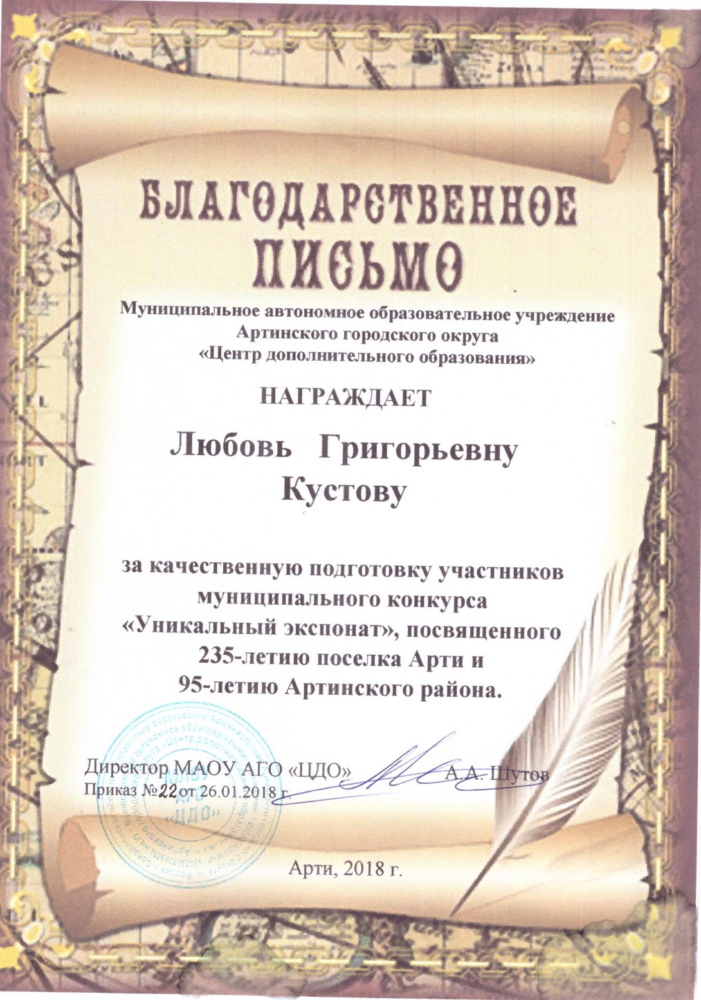 БЛАГОДАРСТВЕННОЕ
ПИСЬМО
Муниципальное автономное образовательное учреждение
Артинского городского округа
«Центр дополнительного образования»
НАГРАЖДАЕТ
Любовь Григорьевну
Кустову
за качественную подготовку участников
муниципального конкурса
«Уникальный экспонат», посвященного
235-летию поселка Арти и
95-летию Артинского района.
Директор МАОУ АГО «ЦДО» А.А. Шутов
Приказ №22 от 26.01.2018 г.
МАОУ
АГО
«ЦДО»
Арти, 2018 г.